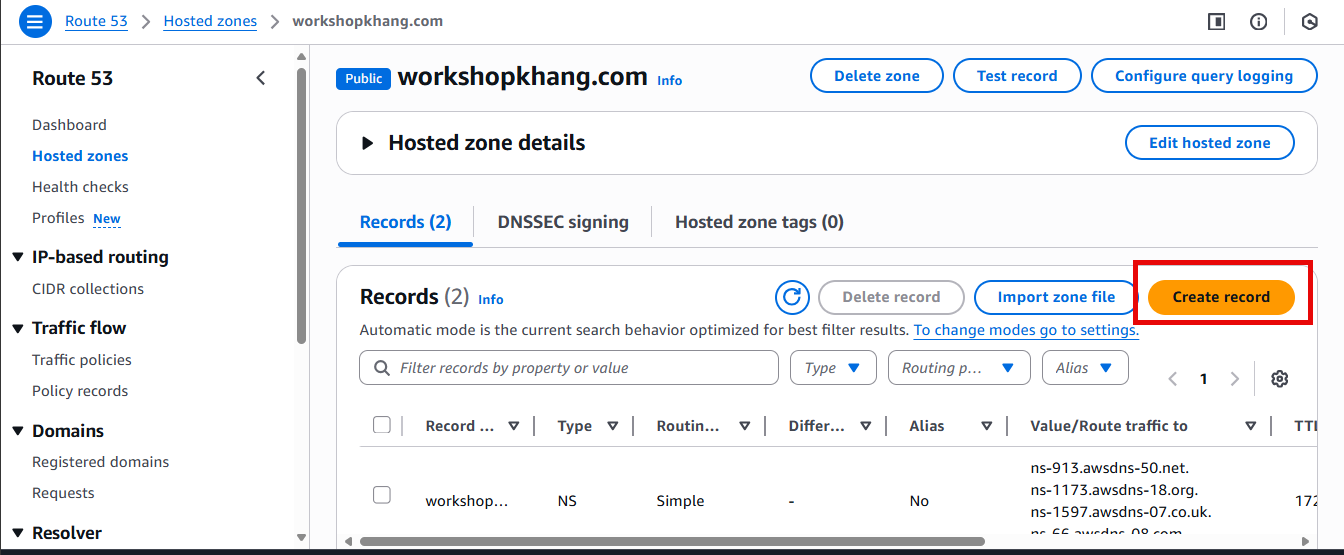 Route 53 > Hosted zones > workshopkhang.com
Route 53
Dashboard
Hosted zones
Health checks
Profiles New
IP-based routing
CIDR collections
Traffic flow
Traffic policies
Policy records
Domains
Registered domains
Requests
Resolver
Public workshopkhang.com Info
Delete zone Test record Configure query logging
Hosted zone details Edit hosted zone
Records (2) DNSSEC signing Hosted zone tags (0)
Records (2) Info Delete record Import zone file Create record
Automatic mode is the current search behavior optimized for best filter results. To change modes go to settings.
Filter records by property or value Type Routing p... Alias 1
Record ... Type Routin... Differ... Alias Value/Route traffic to TTL
workshop... NS Simple - No
ns-913.awsdns-50.net.
ns-1173.awsdns-18.org.
ns-1597.awsdns-07.co.uk.
ns-66.awsdns-08.com.
172